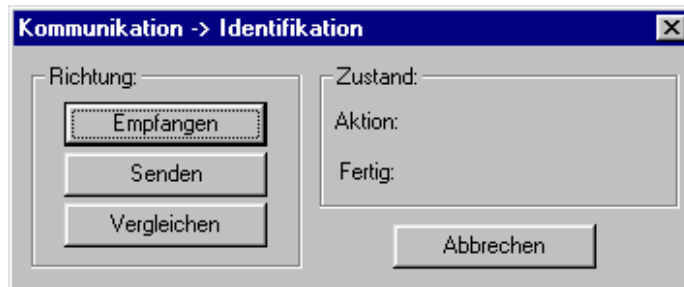 Kommunikation -> Identifikation
Richtung:
Empfangen
Senden
Vergleichen
Zustand:
Aktion:
Fertig:
Abbrechen